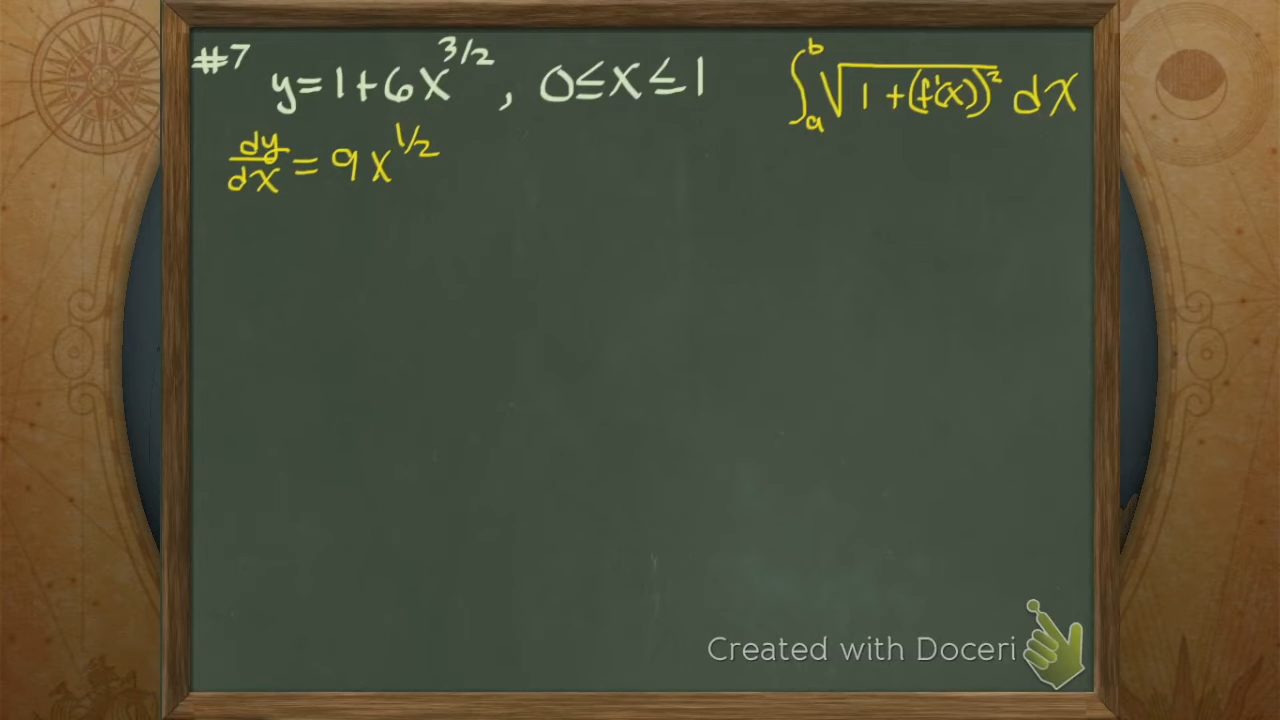 #7 y=1+6x^{3/2}, 0≤x≤1
∫_a^b √(1+(f'(x))² dx
dy/dx = 9x^{1/2}
Created with Doceri